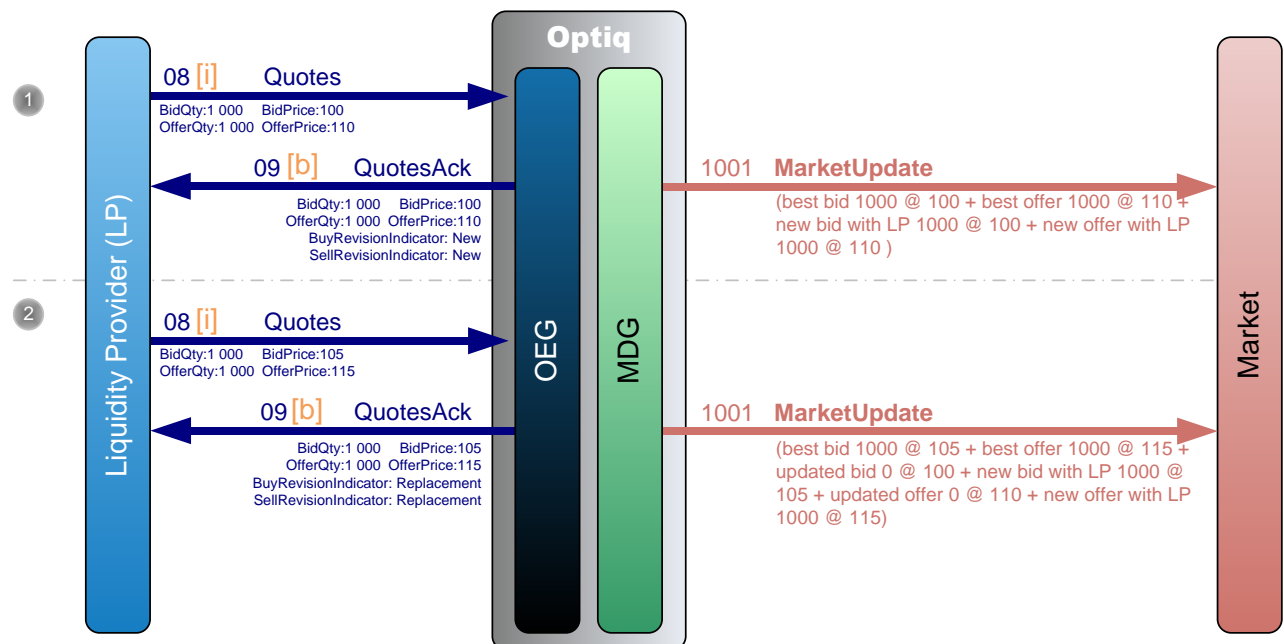 Optiq
Liquidity Provider (LP)
OEG
MDG
Market
1
08 [i] Quotes
BidQty:1 000 BidPrice:100
OfferQty:1 000 OfferPrice:110
09 [b] QuotesAck
BidQty:1 000 BidPrice:100
OfferQty:1 000 OfferPrice:110
BuyRevisionIndicator: New
SellRevisionIndicator: New
1001 MarketUpdate
(best bid 1000 @ 100 + best offer 1000 @ 110 +
new bid with LP 1000 @ 100 + new offer with LP
1000 @ 110 )
2
08 [i] Quotes
BidQty:1 000 BidPrice:105
OfferQty:1 000 OfferPrice:115
09 [b] QuotesAck
BidQty:1 000 BidPrice:105
OfferQty:1 000 OfferPrice:115
BuyRevisionIndicator: Replacement
SellRevisionIndicator: Replacement
1001 MarketUpdate
(best bid 1000 @ 105 + best offer 1000 @ 115 +
updated bid 0 @ 100 + new bid with LP 1000 @
105 + updated offer 0 @ 110 + new offer with LP
1000 @ 115)